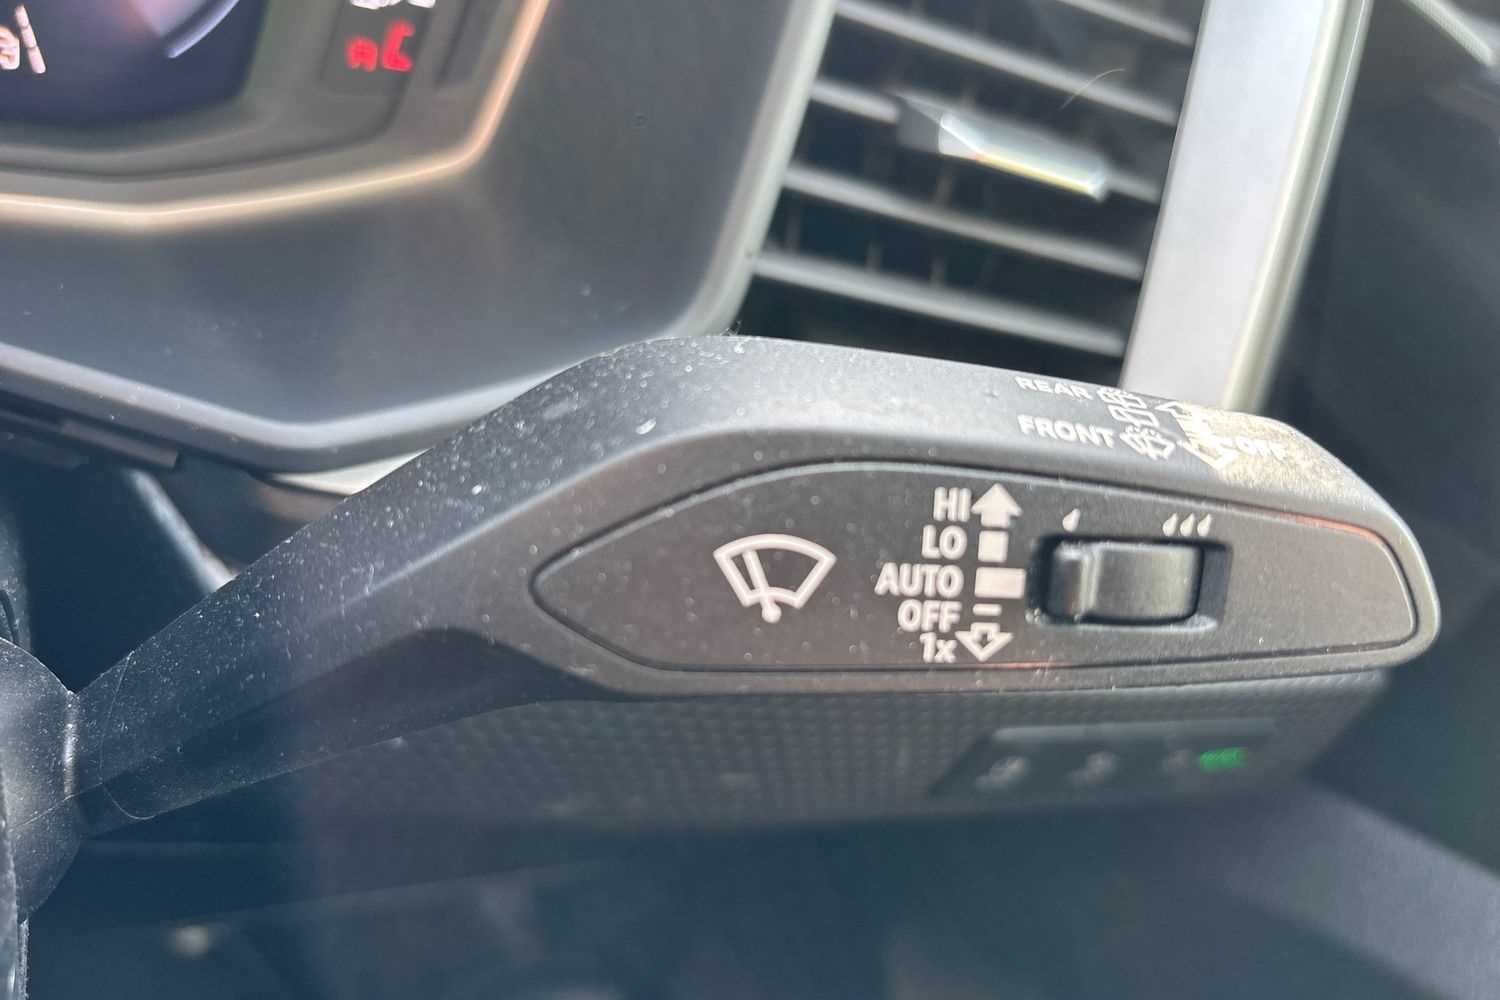 REAR
FRONT OFF
HI
LO
AUTO
OFF
1x